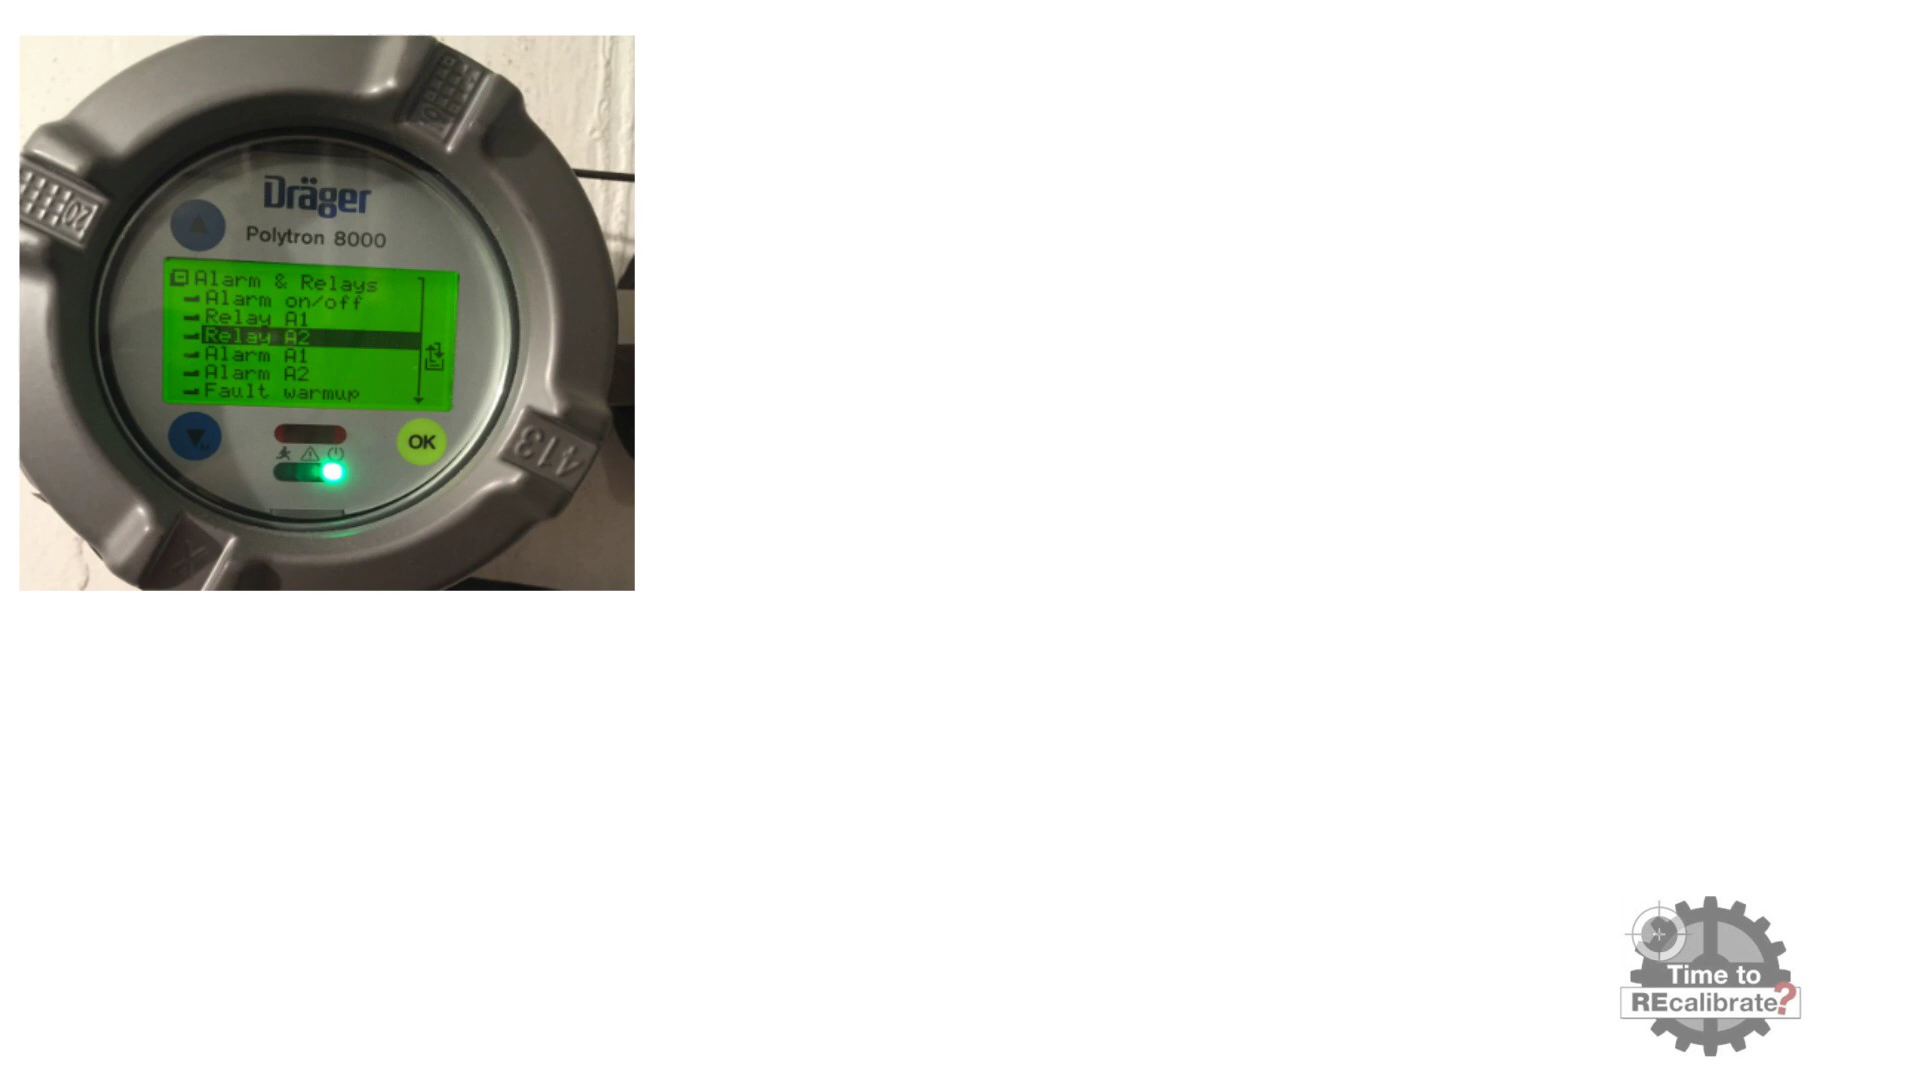 Dräger
Polytron 8000
Alarm & Relays
Alarm on/off
Relay A1
Relay A2
Alarm A1
Alarm A2
Fault warmup
OK
20
413
X
Time to
REcalibrate?